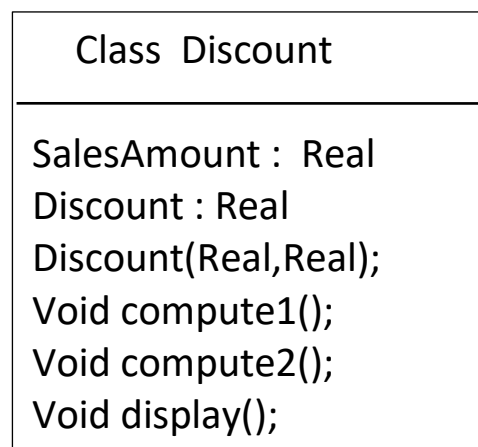 Class Discount
SalesAmount : Real
Discount : Real
Discount(Real,Real);
Void compute1();
Void compute2();
Void display();